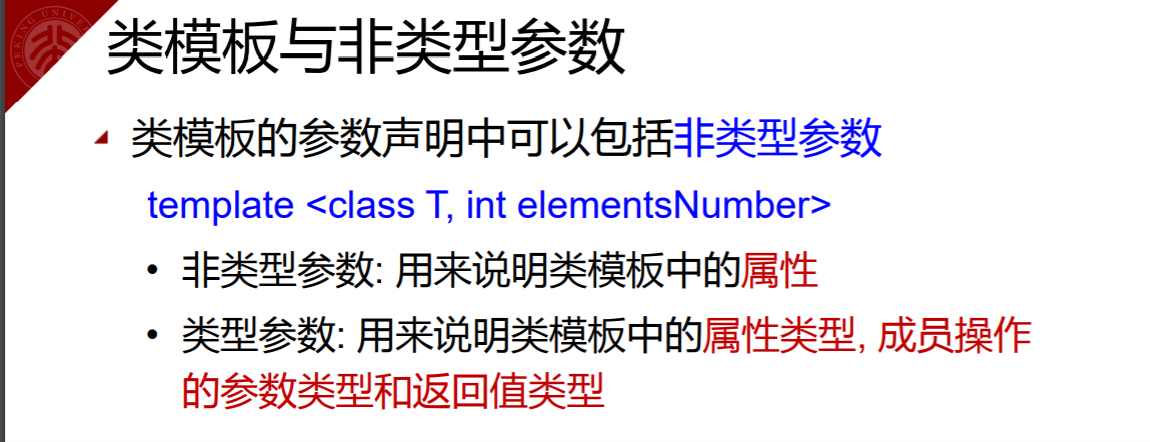 类模板与非类型参数
类模板的参数声明中可以包括非类型参数
template <class T, int elementsNumber>
• 非类型参数: 用来说明类模板中的属性
• 类型参数: 用来说明类模板中的属性类型, 成员操作
的参数类型和返回值类型